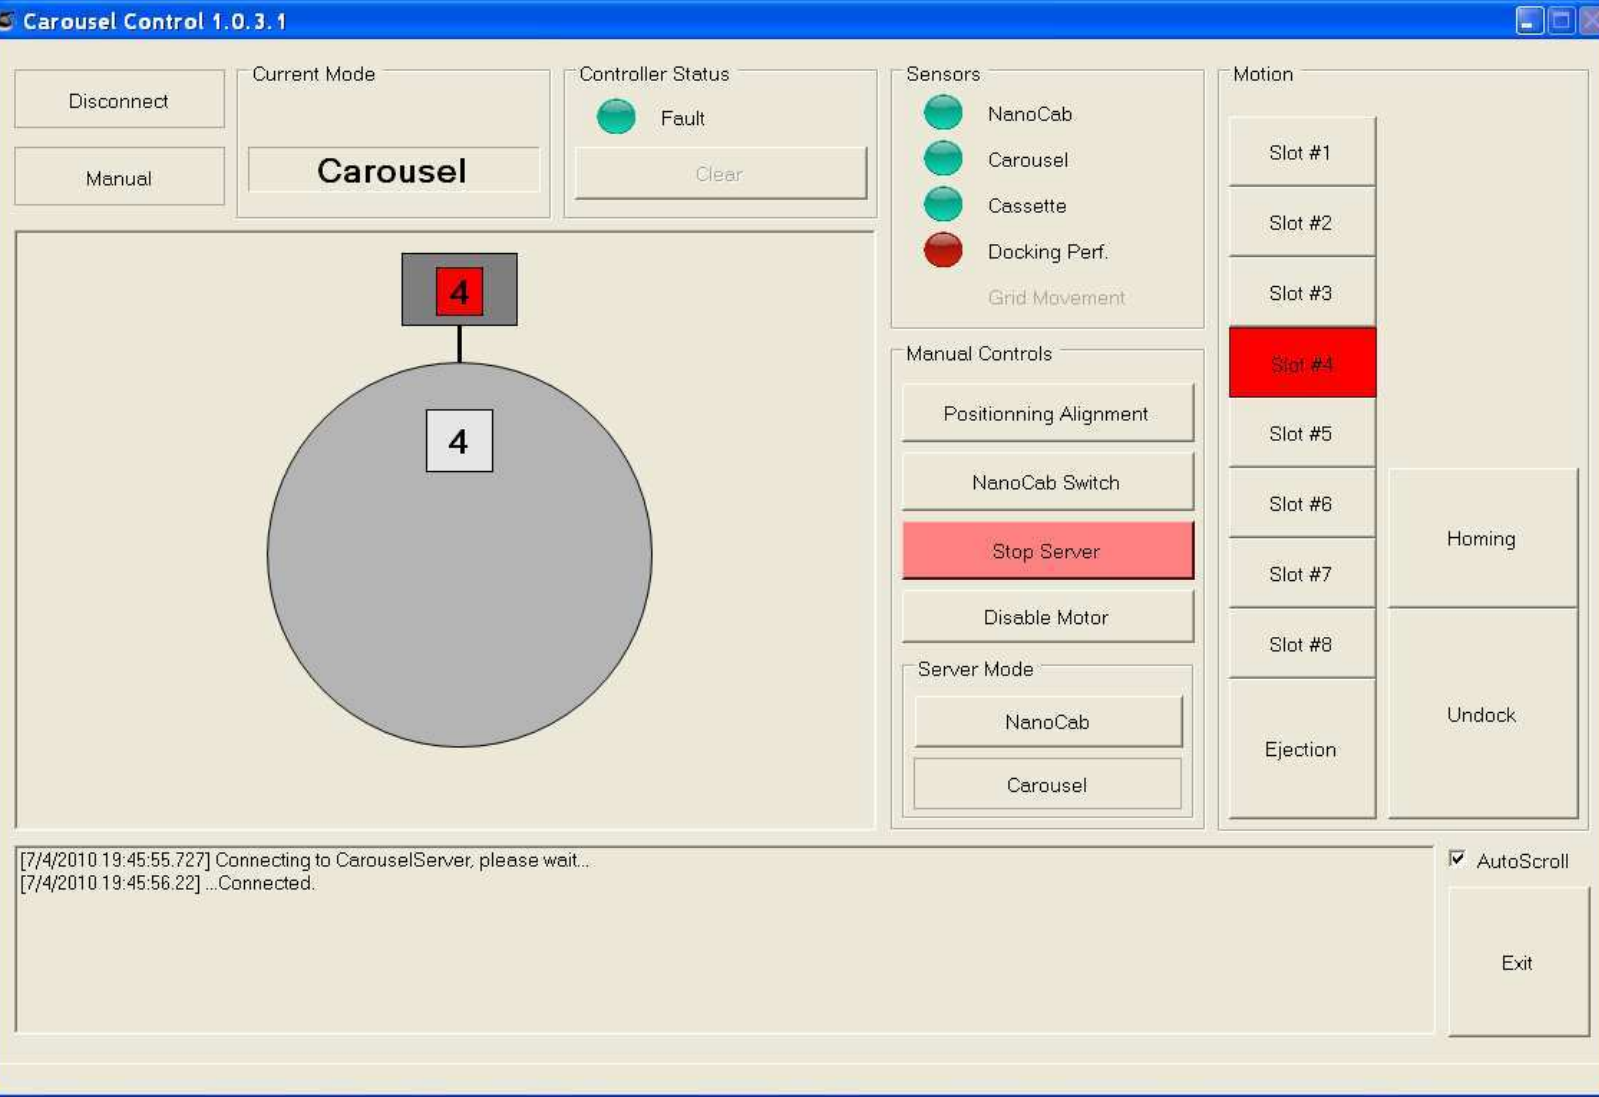 Carousel Control 1.0.3.1
Disconnect
Manual
Current Mode
Carousel
Controller Status
Fault
Clear
4
4
Sensors
NanoCab
Carousel
Cassette
Docking Perf.
Grid Movement
Manual Controls
Positionning Alignment
NanoCab Switch
Stop Server
Disable Motor
Server Mode
NanoCab
Carousel
Motion
Slot #1
Slot #2
Slot #3
Slot #4
Slot #5
Slot #6
Slot #7
Slot #8
Ejection
Homing
Undock
[7/4/2010 19:45:55.727] Connecting to CarouselServer, please wait...
[7/4/2010 19:45:56.22] ...Connected.
AutoScroll
Exit